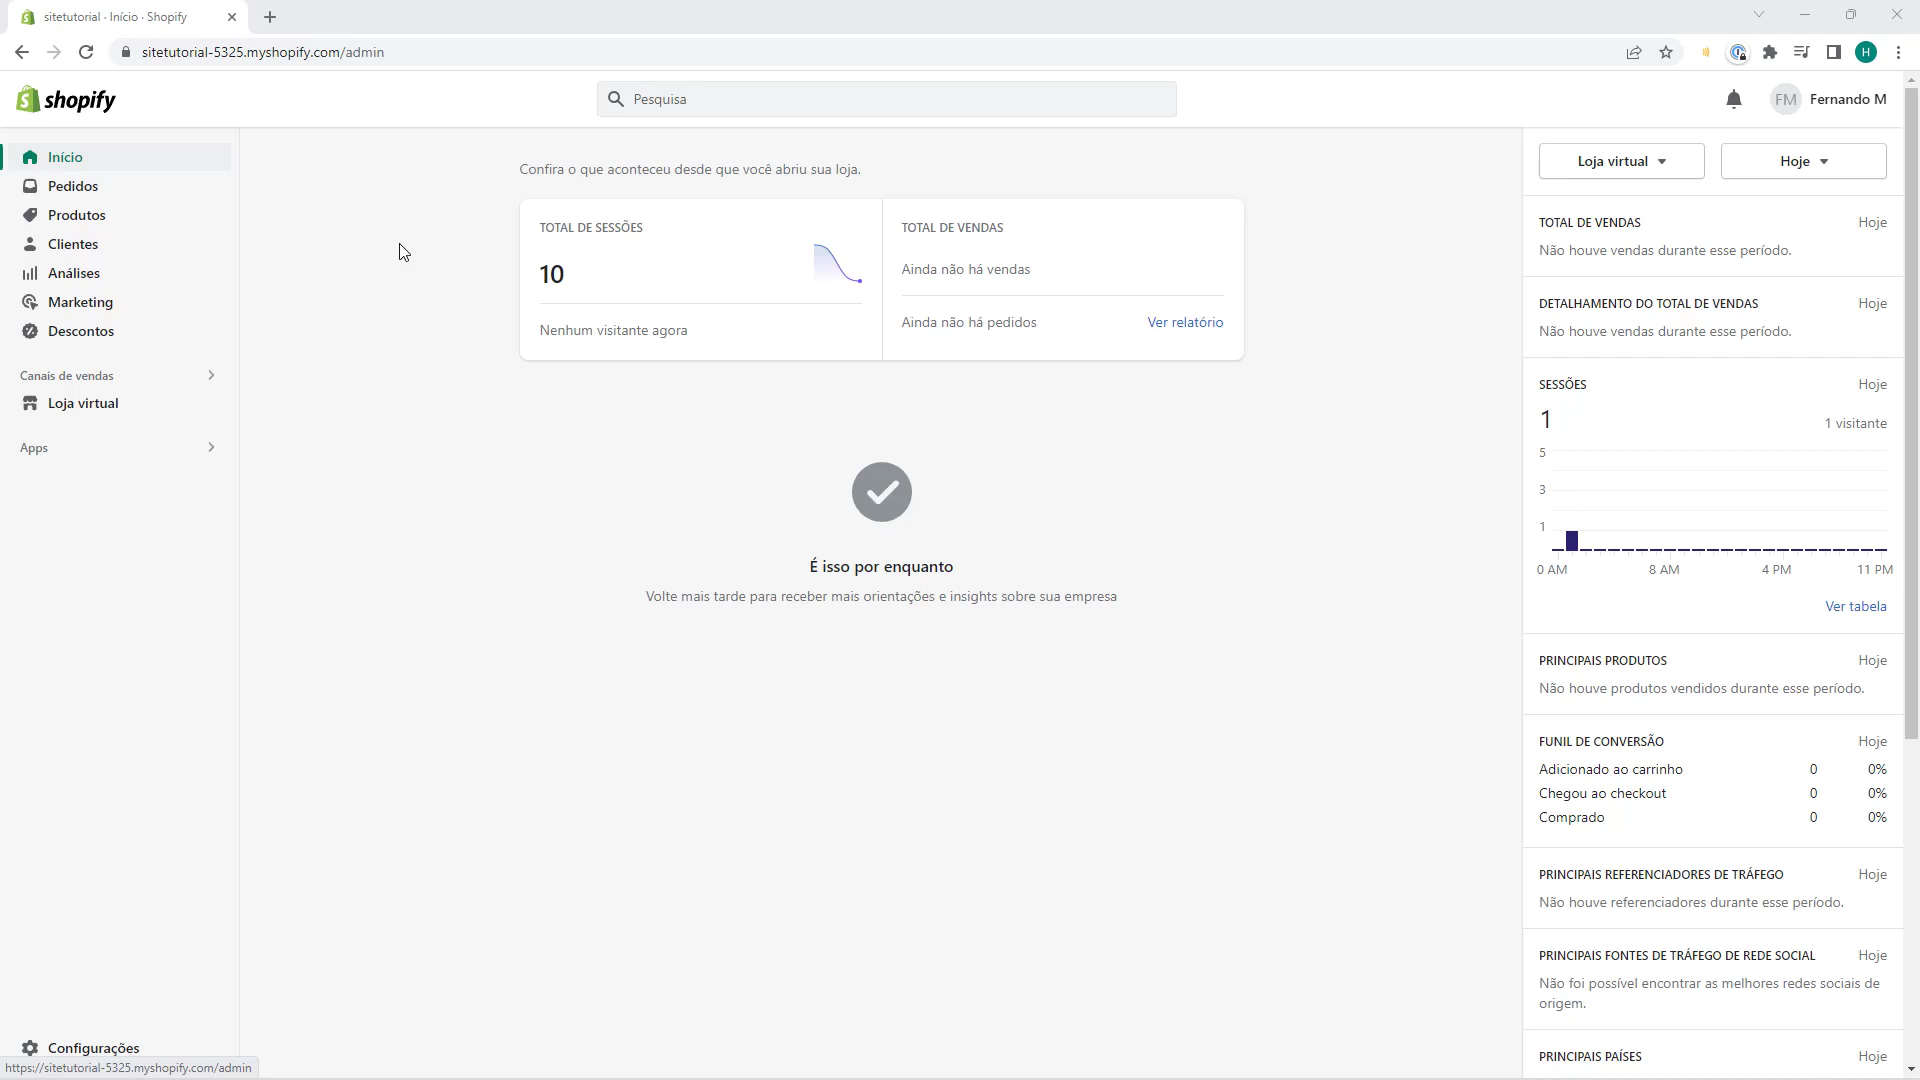 sitetutorial · Início · Shopify
sitetutorial-5325.myshopify.com/admin
H
shopify
Pesquisa
FM
Fernando M
Início
Pedidos
Produtos
Clientes
Análises
Marketing
Descontos
Canais de vendas
Loja virtual
Apps
Configurações
https://sitetutorial-5325.myshopify.com/admin
Confira o que aconteceu desde que você abriu sua loja.
TOTAL DE SESSÕES
10
Nenhum visitante agora
TOTAL DE VENDAS
Ainda não há vendas
Ainda não há pedidos Ver relatório
É isso por enquanto
Volte mais tarde para receber mais orientações e insights sobre sua empresa
Loja virtual Hoje
TOTAL DE VENDAS Hoje
Não houve vendas durante esse período.
DETALHAMENTO DO TOTAL DE VENDAS Hoje
Não houve vendas durante esse período.
SESSÕES Hoje
1 1 visitante
5
3
1
0 AM 8 AM 4 PM 11 PM
Ver tabela
PRINCIPAIS PRODUTOS Hoje
Não houve produtos vendidos durante esse período.
FUNIL DE CONVERSÃO Hoje
Adicionado ao carrinho 0 0%
Chegou ao checkout 0 0%
Comprado 0 0%
PRINCIPAIS REFERENCIADORES DE TRÁFEGO Hoje
Não houve referenciadores durante esse período.
PRINCIPAIS FONTES DE TRÁFEGO DE REDE SOCIAL Hoje
Não foi possível encontrar as melhores redes sociais de
origem.
PRINCIPAIS PAÍSES Hoje